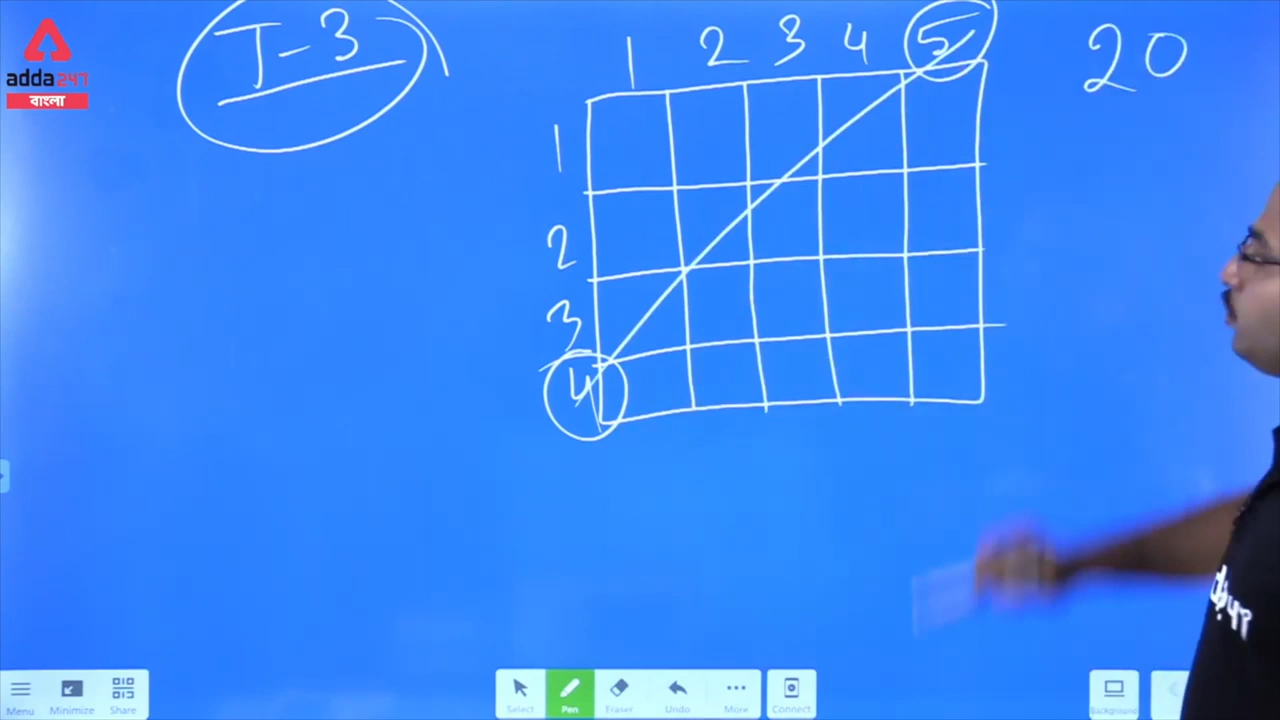 adda247
বাংলা
T-3
1 2 3 4 5
20
1
2
3
4
Menu
Minimize
Share
Select
Pen
Eraser
Undo
More
Connect
Background